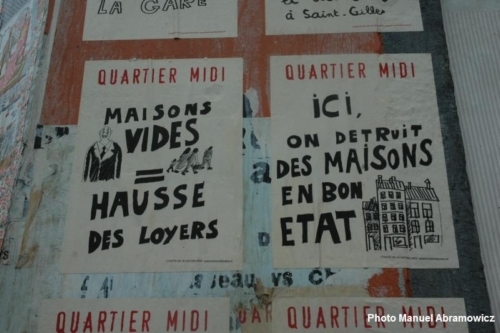 LA GARE
à Saint-Gilles
QUARTIER MIDI
MAISONS
VIDES
=
HAUSSE
DES LOYERS
QUARTIER MIDI
ici,
ON DETRUIT
DES MAISONS
EN BON
ETAT
QUARTIER MIDI
QUARTIER MIDI
Photo Manuel Abramowicz